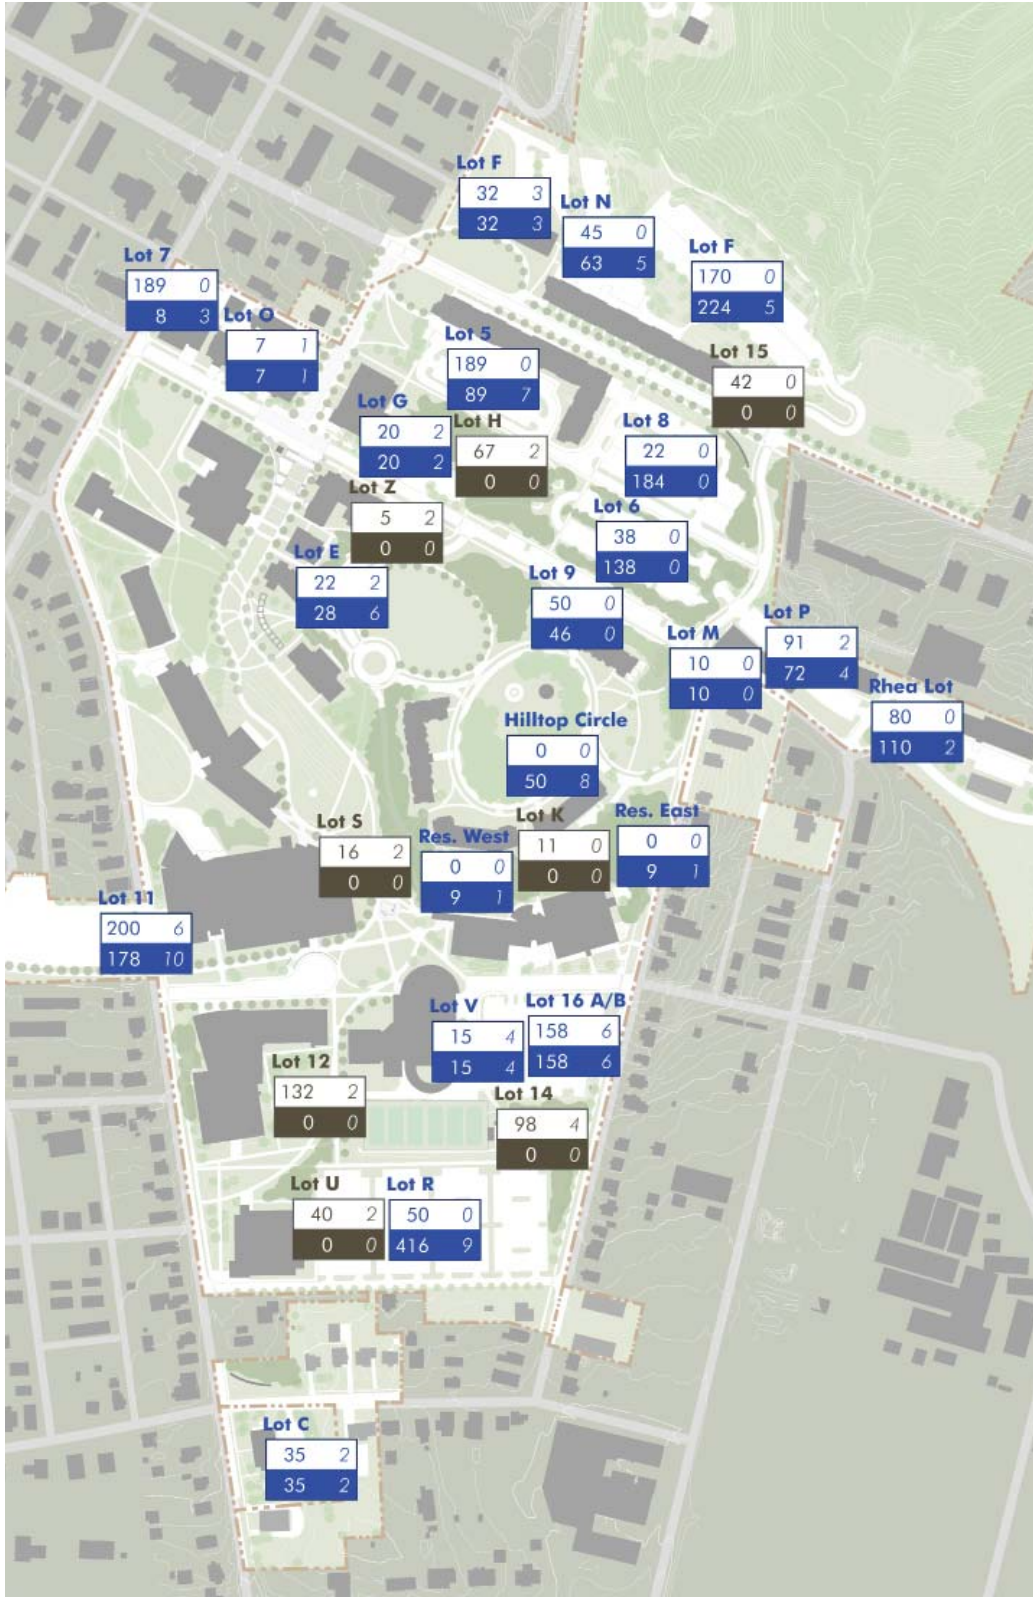 Lot F
32 3
32 3
Lot N
45 0
63 5
Lot F
170 0
224 5
Lot 7
189 0
8 3
Lot O
7 1
7 1
Lot 5
189 0
89 7
Lot 15
42 0
0 0
Lot G
20 2
20 2
Lot H
67 2
0 0
Lot 8
22 0
184 0
Lot Z
5 2
0 0
Lot 6
38 0
138 0
Lot E
22 2
28 6
Lot 9
50 0
46 0
Lot M
10 0
10 0
Lot P
91 2
72 4
Rhea Lot
80 0
110 2
Hilltop Circle
0 0
50 8
Lot S
16 2
0 0
Res. West
0 0
9 1
Lot K
11 0
0 0
Res. East
0 0
9 1
Lot 11
200 6
178 10
Lot V
15 4
15 4
Lot 16 A/B
158 6
158 6
Lot 12
132 2
0 0
Lot 14
98 4
0 0
Lot U
40 2
0 0
Lot R
50 0
416 9
Lot C
35 2
35 2